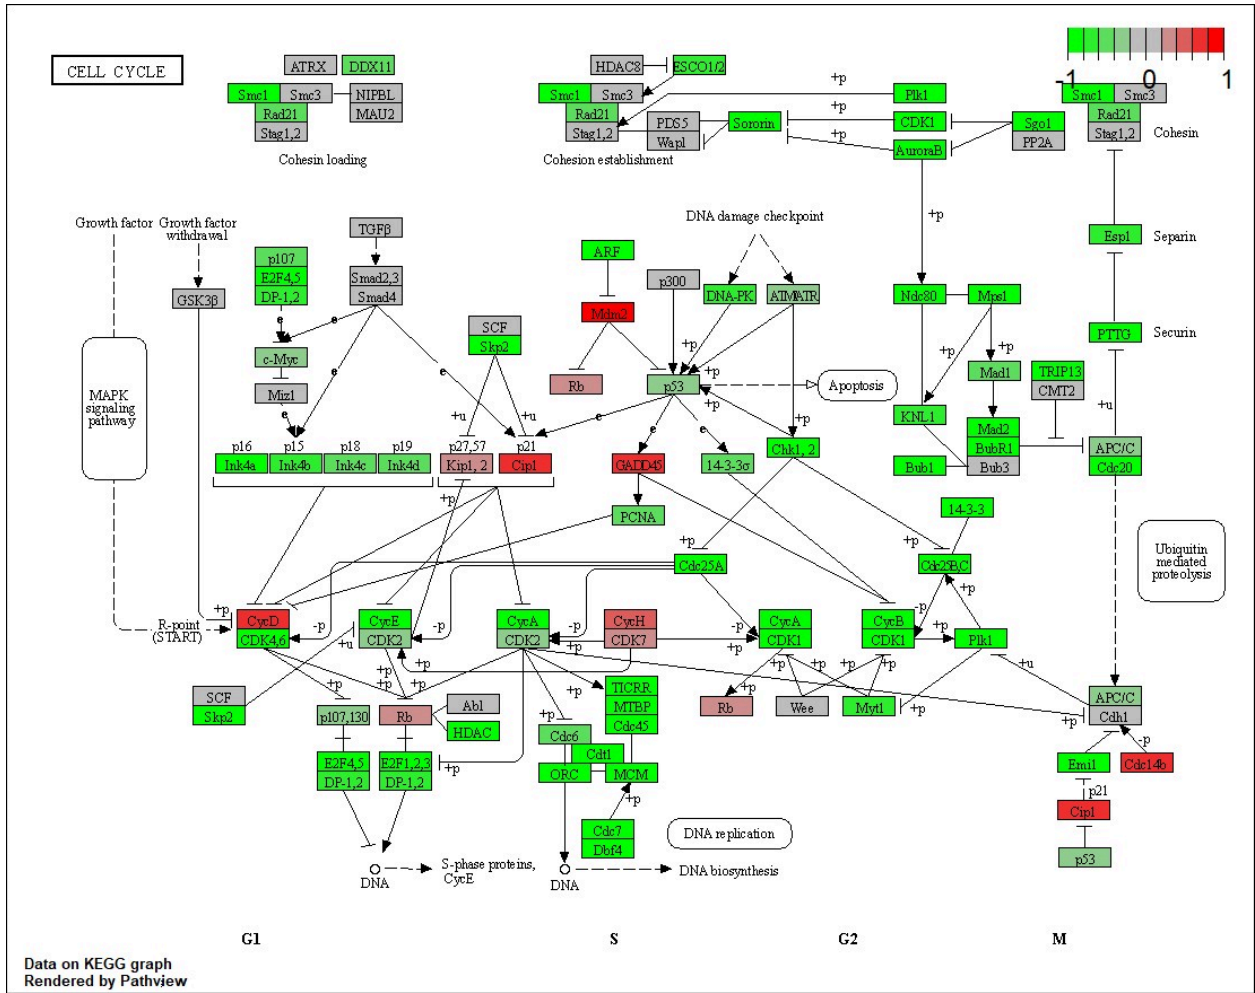 CELL CYCLE
-1 0 1
ATRX DDX11
Smc1 Smc3 NIPBL
Rad21 MAU2
Stag1,2
Cohesin loading
HDAC8 ESCO1/2
Smc1 Smc3
Rad21
Stag1,2
PDS5
Wapl
Sororin
Cohesion establishment
+p
Plk1
+p
CDK1
+p
AuroraB
Sgo1
PP2A
Smc1 Smc3
Rad21
Stag1,2
Cohesin
+p
Growth factor
Growth factor
withdrawal
TGFβ
DNA damage checkpoint
p107
E2F4,5
DP-1,2
Smad2,3
Smad4
GSK3β
ARF
p300
DNA-PK
ATM/ATR
Ndc80
Mps1
Esp1
Separin
e
e
e
e
SCF
Skp2
Mdm2
+p
+p
+p
+p
PTTG
Securin
c-Myc
Miz1
e
MAPK
signaling
pathway
Rb
p53
Apoptosis
Mad1
TRIP13
CMT2
KNL1
+u
+u
+u
e
e
e
+p
+p
Mad2
BubR1
Bub3
Bub1
APC/C
Cdc20
p16
Ink4a
p15
Ink4b
p18
Ink4c
p19
Ink4d
p27,57
Kip1, 2
p21
Cip1
GADD45
14-3-3σ
Chk1, 2
+p
PCNA
14-3-3
+p
+p
Cdc25A
Cdc25B,C
Ubiquitin
mediated
proteolysis
R-point
(START)
+p
CycD
CDK4,6
-p
CycE
CDK2
+u
-p
CycA
CDK2
-p
+p
CycH
CDK7
-p
CycA
CDK1
CycB
CDK1
-p
+p
+p
Plk1
+u
+p
+p
+p
+p
+p
+p
+p
+p
+p
+p
SCF
Skp2
p107,130
Rb
Abl
HDAC
TICRR
MTBP
Cdc45
+p
Cdc6
Cdt1
ORC
MCM
+p
Rb
Wee
Myt1
APC/C
Cdh1
+p
-p
E2F4,5
DP-1,2
E2F1,2,3
DP-1,2
+p
Emi1
Cdc14b
p21
Cip1
p53
Cdc7
Dbf4
DNA replication
DNA
S-phase proteins,
CycE
DNA
DNA biosynthesis
G1 S G2 M
Data on KEGG graph
Rendered by Pathview